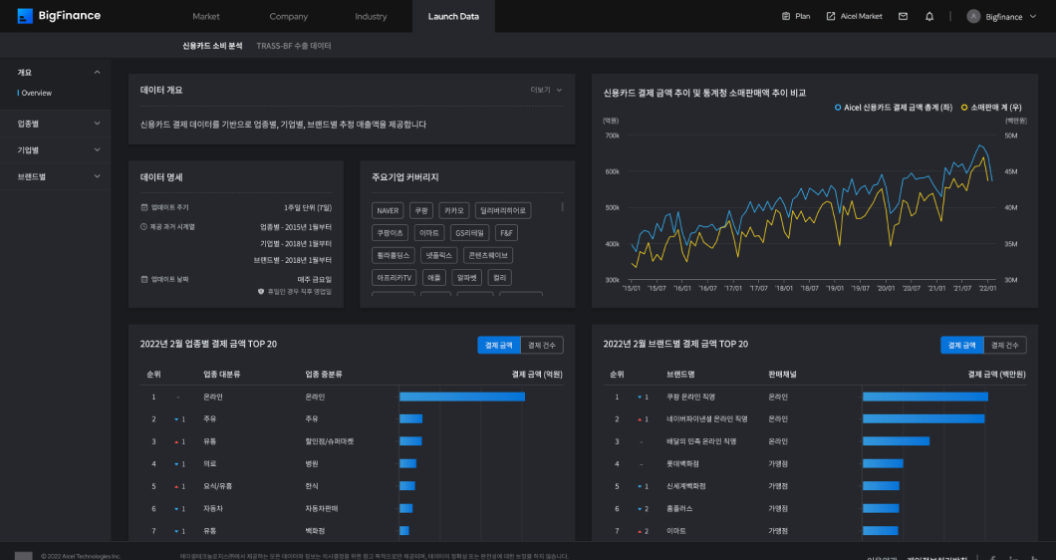 BigFinance
Market Company Industry Launch Data
Plan Aicel Market Bigfinance
신용카드 소비 분석 TRASS-BF 수출 데이터
개요
Overview
업종별
기업별
브랜드별
데이터 개요 더보기
신용카드 결제 데이터를 기반으로 업종별, 기업별, 브랜드별 추정 매출액을 제공합니다
데이터 명세
업데이트 주기 1주일 단위 (7일)
제공 과거 시계열 업종별 - 2015년 1월부터
기업별 - 2018년 1월부터
브랜드별 - 2018년 1월부터
업데이트 날짜 매주 금요일
휴일인 경우 직후 영업일
주요기업 커버리지
NAVER 쿠팡 카카오 딜리버리히어로
쿠팡이츠 이마트 GS리테일 F&F
휠라홀딩스 넷플릭스 콘텐츠웨이브
아프리카TV 애플 알파벳 컬리
신용카드 결제 금액 추이 및 통계청 소매판매액 추이 비교
Aicel 신용카드 결제 금액 총계 (좌) 소매판매 계 (우)
(억원) (백만원)
700k 50M
600k 45M
500k 40M
400k 35M
300k 30M
'15/01 '15/07 '16/01 '16/07 '17/01 '17/07 '18/01 '18/07 '19/01 '19/07 '20/01 '20/07 '21/01 '21/07 '22/01
2022년 2월 업종별 결제 금액 TOP 20 결제 금액 결제 건수
순위 업종 대분류 업종 중분류 결제 금액 (억원)
1 - 온라인 온라인
2 ▼ 1 주유 주유
3 ▲ 1 유통 할인점/슈퍼마켓
4 ▼ 1 의료 병원
5 ▲ 1 요식/유흥 한식
6 ▼ 1 자동차 자동차판매
7 ▼ 1 유통 백화점
2022년 2월 브랜드별 결제 금액 TOP 20 결제 금액 결제 건수
순위 브랜드명 판매채널 결제 금액 (백만원)
1 ▼ 1 쿠팡 온라인 직영 온라인
2 ▲ 1 네이버파이낸셜 온라인 직영 온라인
3 - 배달의 민족 온라인 직영 온라인
4 - 롯데백화점 가맹점
5 ▼ 1 신세계백화점 가맹점
6 ▼ 2 홈플러스 가맹점
7 ▲ 2 이마트 가맹점
© 2022 Aicel Technologies Inc.